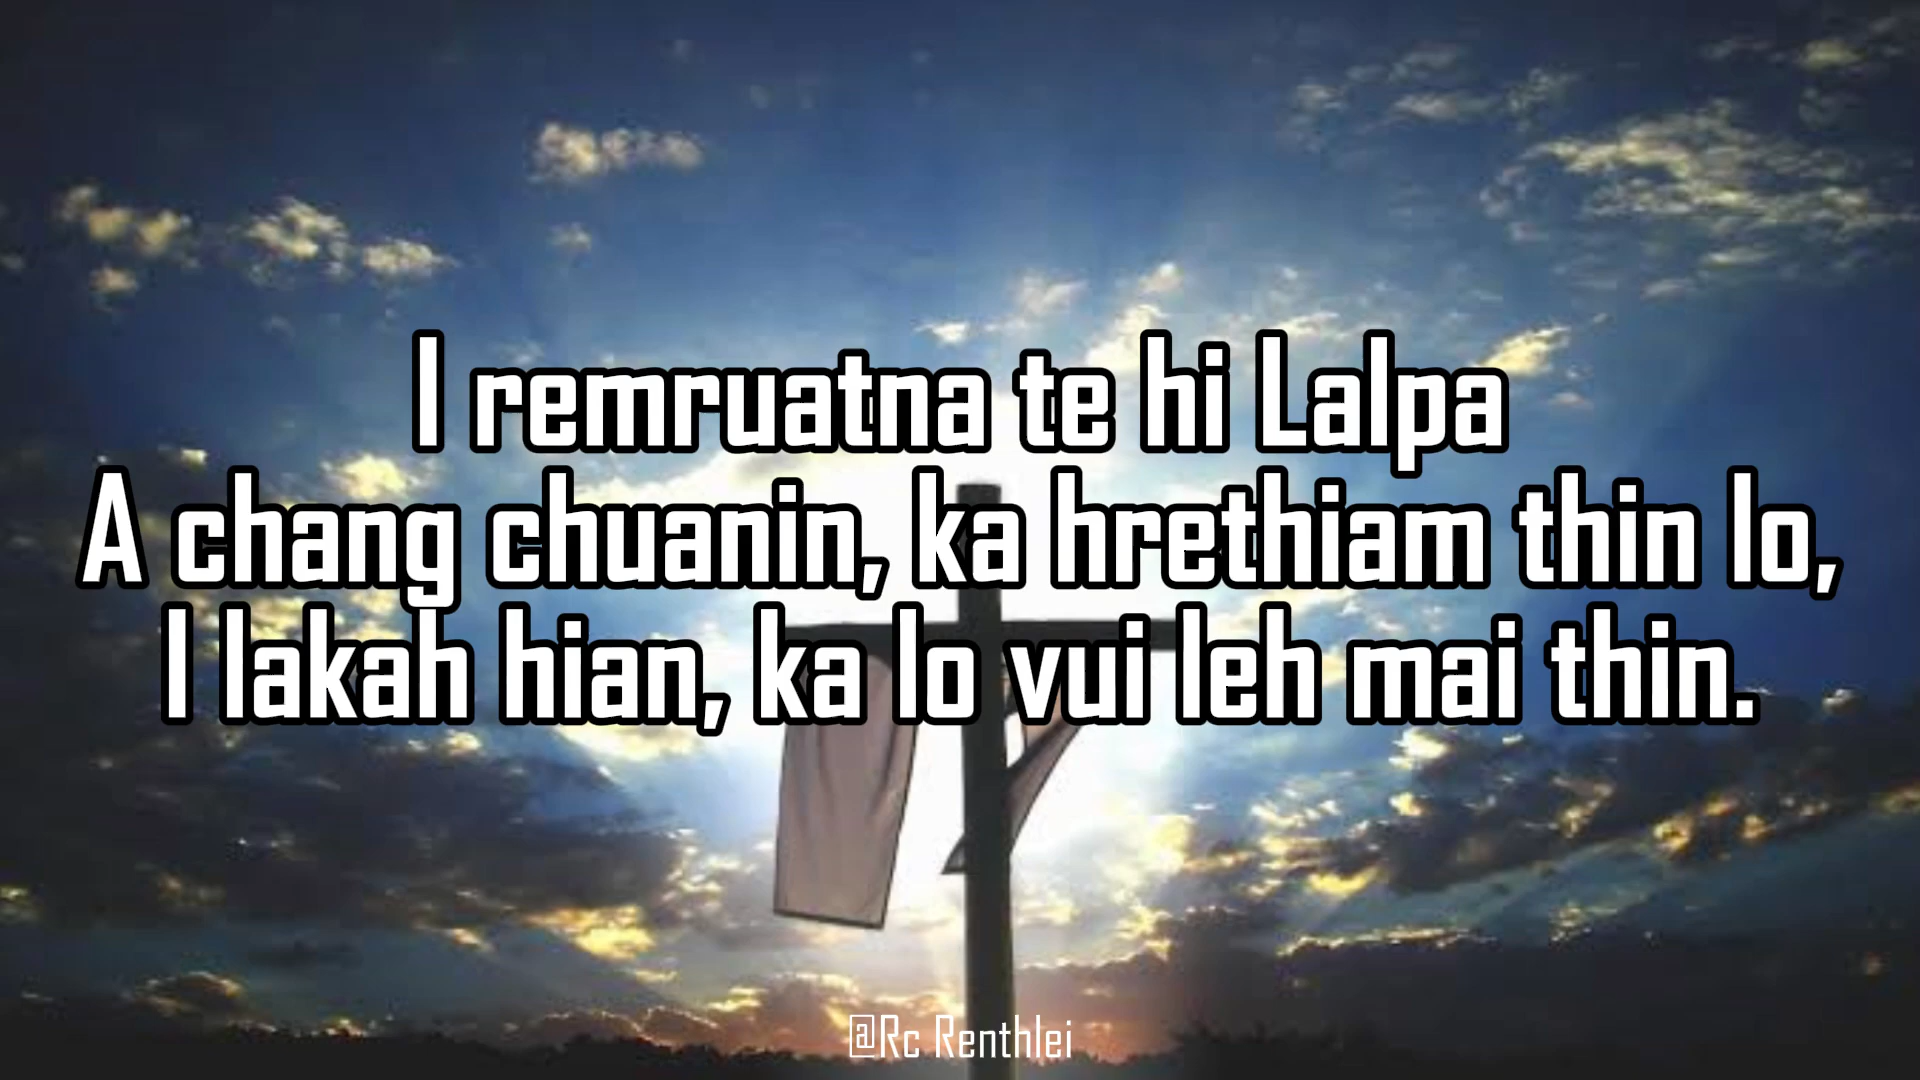 I remruatna te hi Lalpa
A chang chuanin, ka hrethiam thin lo,
I lakah hian, ka lo vui leh mai thin.
@Rc Renthlei